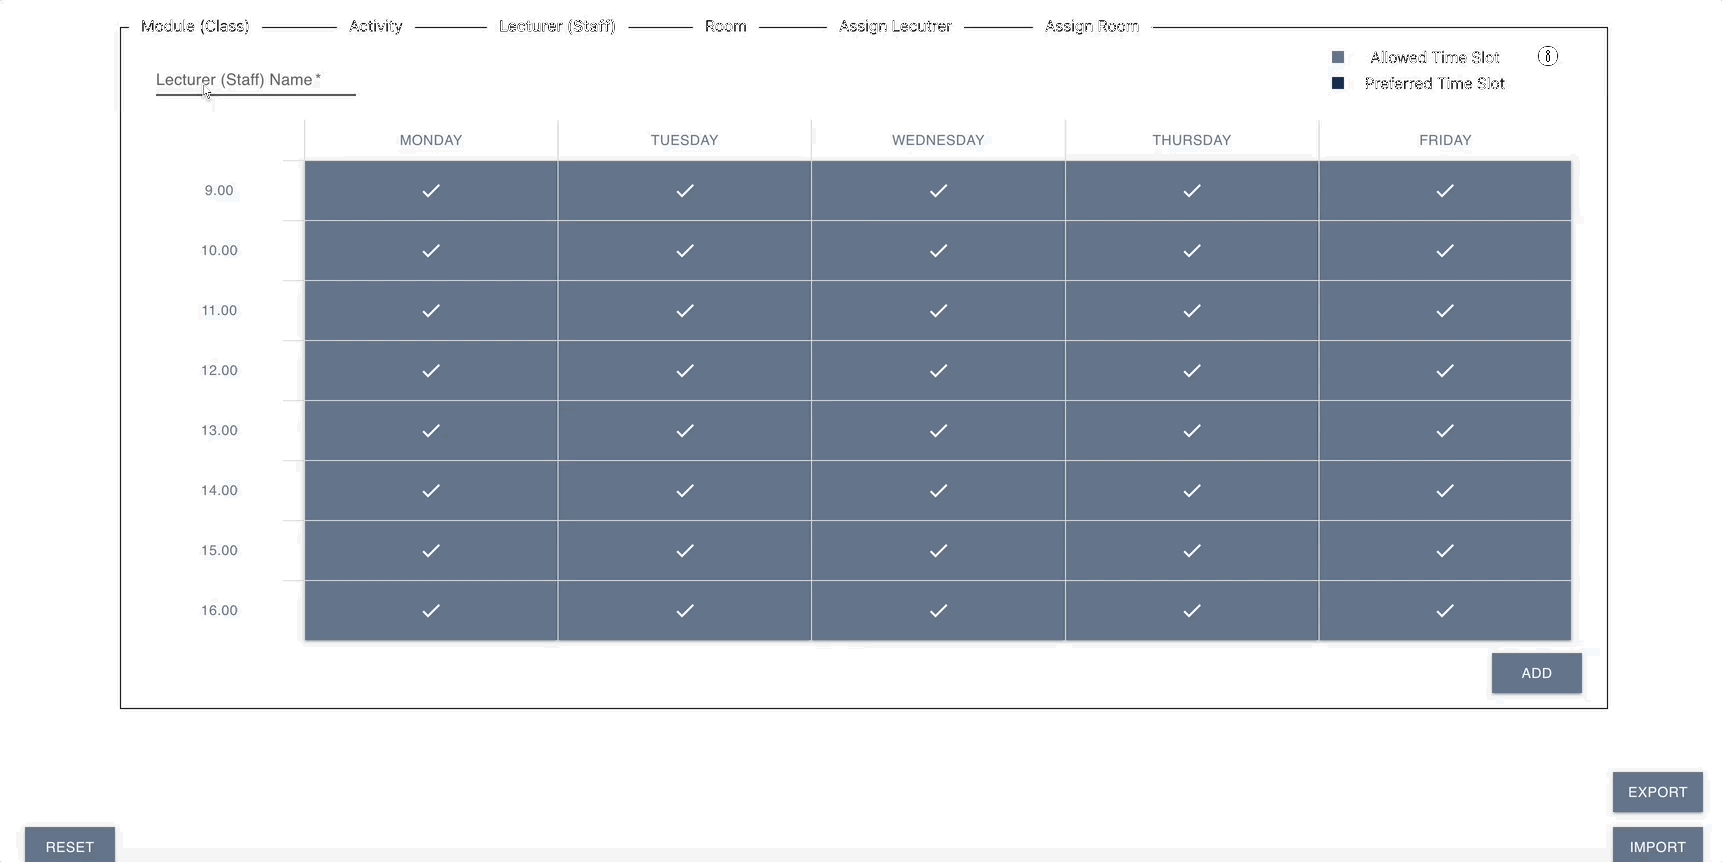 Module (Class) Activity Lecturer (Staff) Room Assign Lecutrer Assign Room
Allowed Time Slot
Preferred Time Slot
Lecturer (Staff) Name *
MONDAY TUESDAY WEDNESDAY THURSDAY FRIDAY
9.00
10.00
11.00
12.00
13.00
14.00
15.00
16.00
ADD
EXPORT
RESET IMPORT